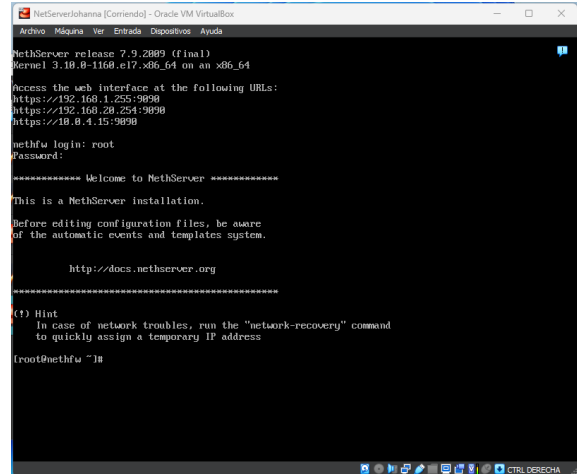 NetServerJohanna [Corriendo] - Oracle VM VirtualBox
Archivo Máquina Ver Entrada Dispositivos Ayuda
NethServer release 7.9.2009 (final)
Kernel 3.10.0-1160.el7.x86_64 on an x86_64
Access the web interface at the following URLs:
https://192.168.1.255:9090
https://192.168.20.254:9090
https://10.0.4.15:9090
nethfw login: root
Password:
************ Welcome to NethServer ************
This is a NethServer installation.
Before editing configuration files, be aware
of the automatic events and templates system.
http://docs.nethserver.org
***********************************************
(!) Hint
In case of network troubles, run the "network-recovery" command
to quickly assign a temporary IP address
[root@nethfw ~]#
CTRL DERECHA